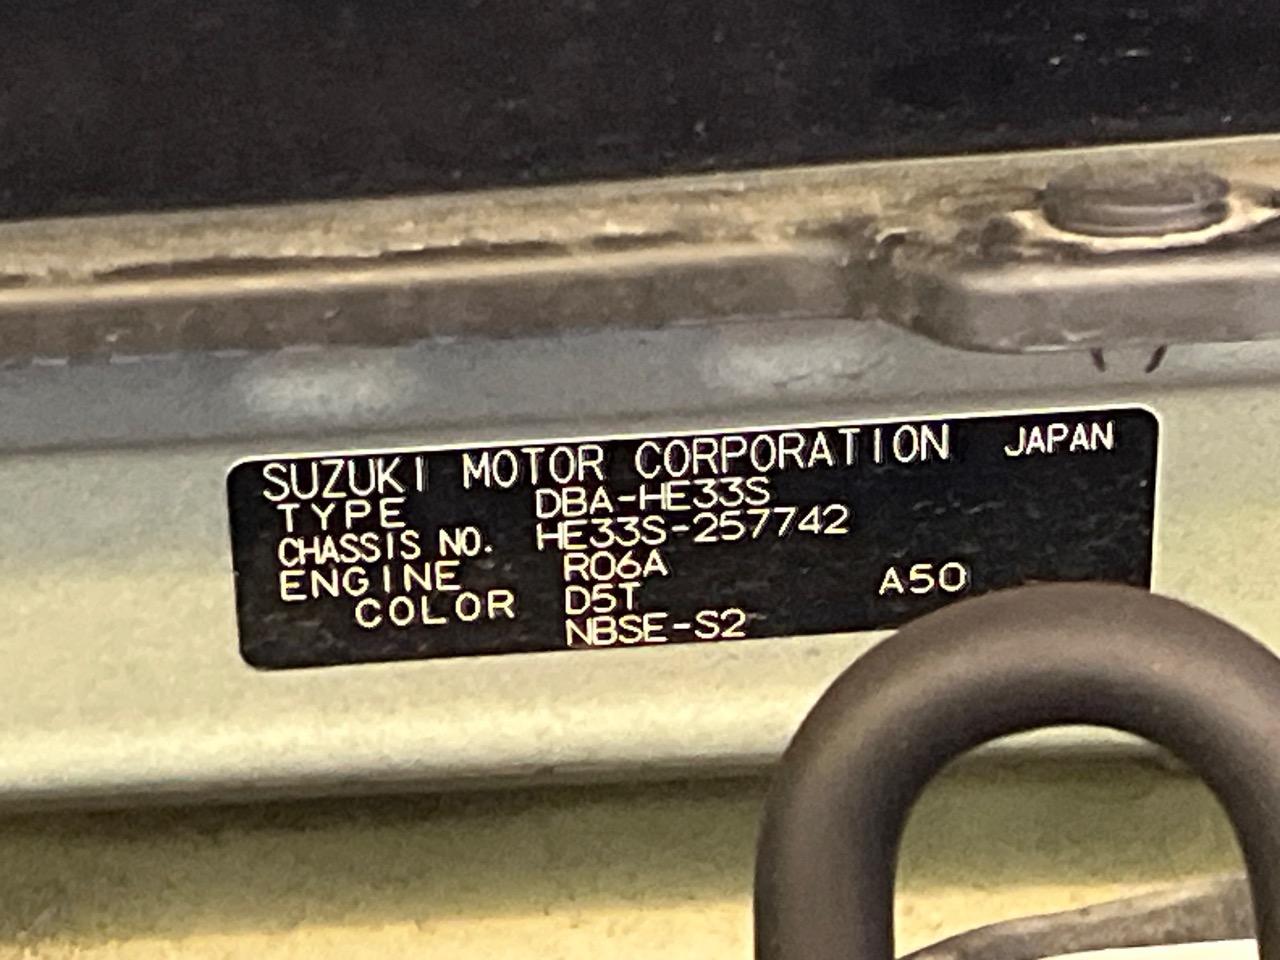 SUZUKI MOTOR CORPORATION JAPAN
TYPE DBA-HE33S
CHASSIS NO. HE33S-257742
ENGINE R06A
COLOR D5T A50
NBSE-S2